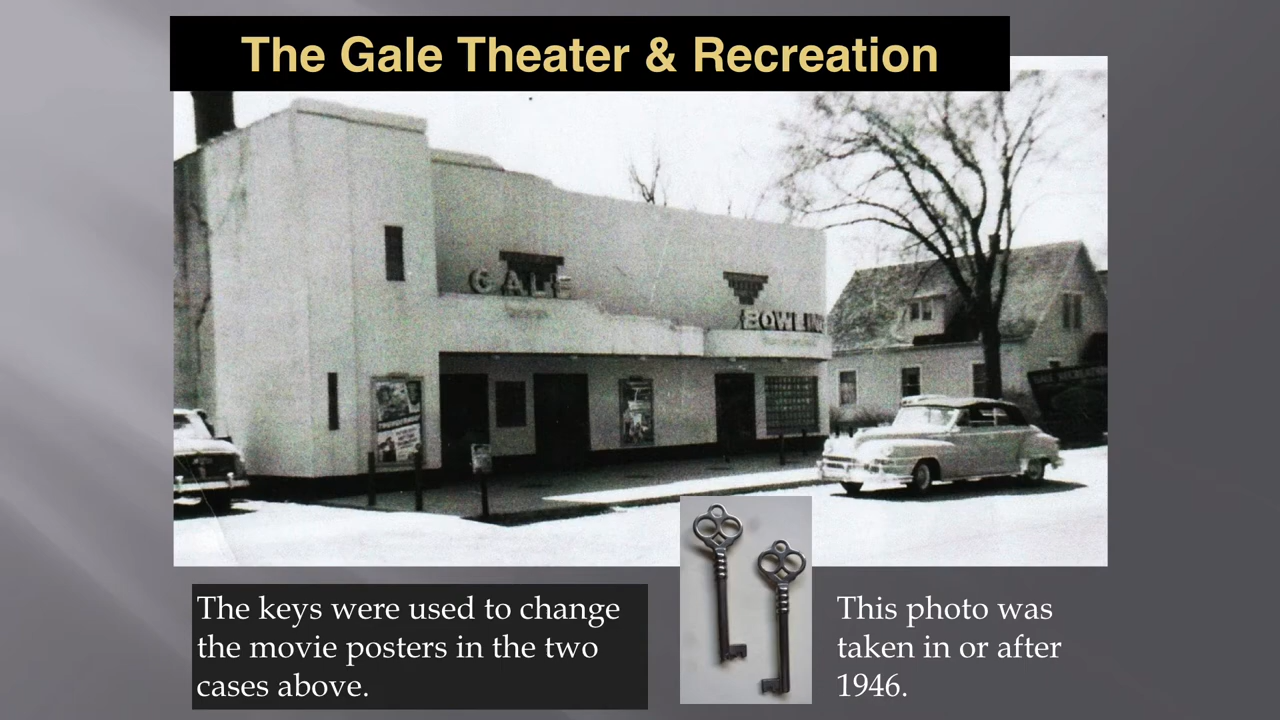 The Gale Theater & Recreation
GALE
BOWLING
The keys were used to change
the movie posters in the two
cases above.
This photo was
taken in or after
1946.